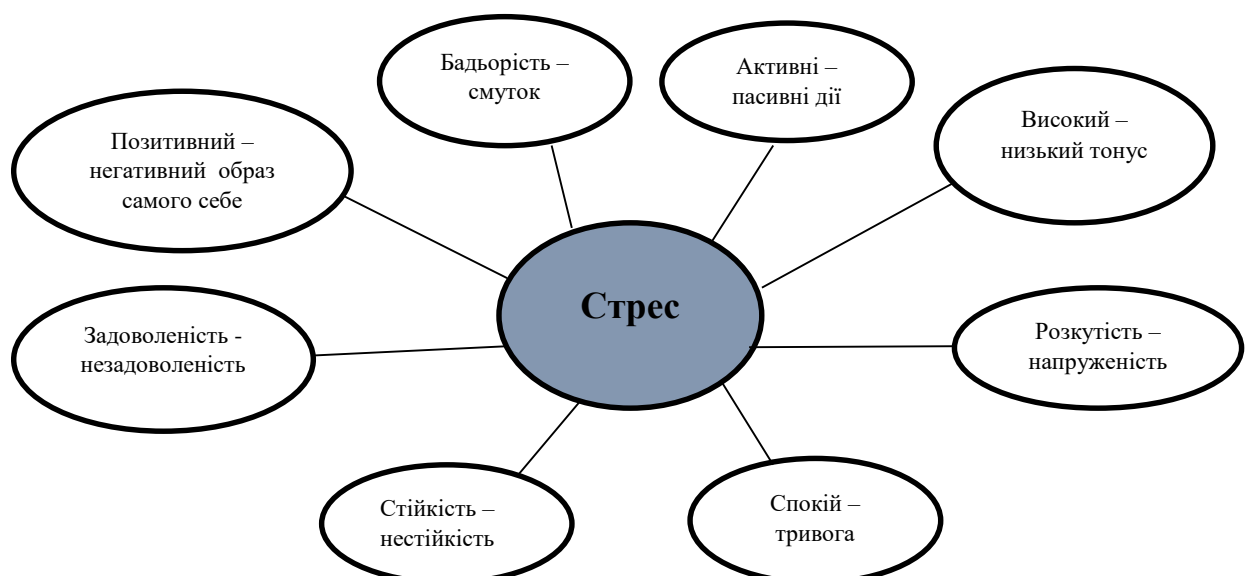 Бадьорість –
смуток
Активні –
пасивні дії
Високий –
низький тонус
Позитивний –
негативний образ
самого себе
Стрес
Задоволеність -
незадоволеність
Розкутість –
напруженість
Стійкість –
нестійкість
Спокій –
тривога